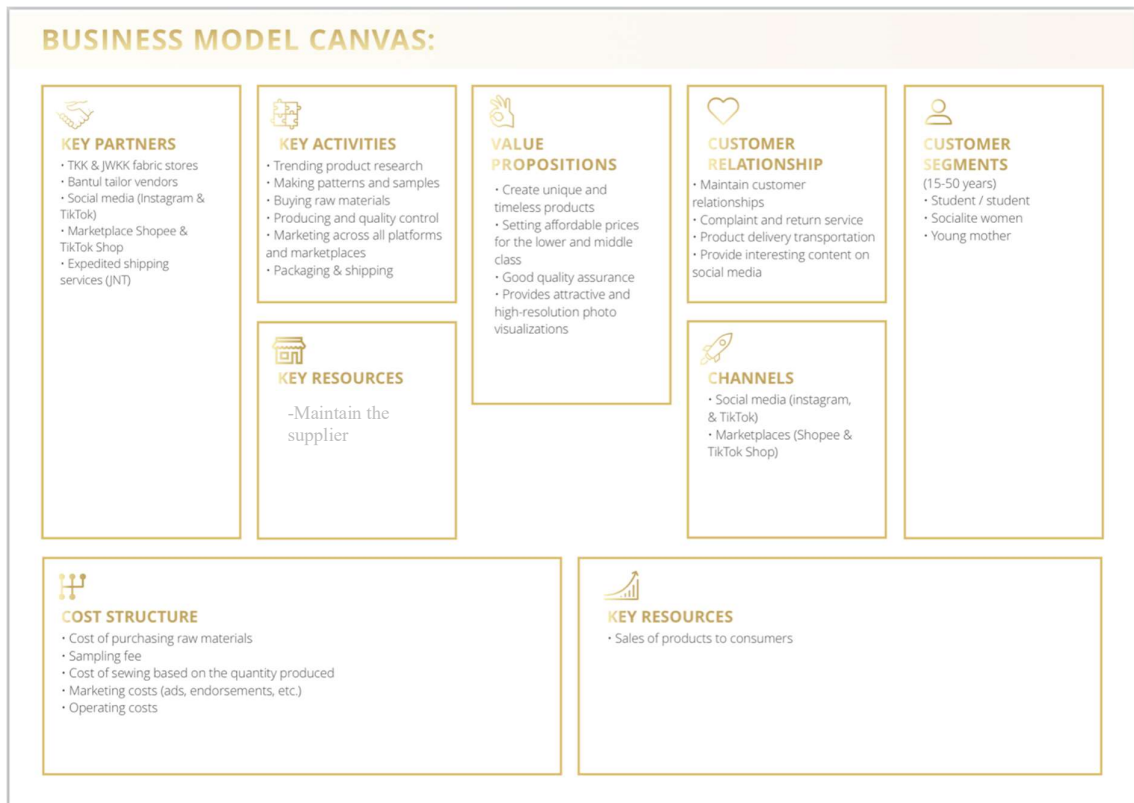 BUSINESS MODEL CANVAS:
KEY PARTNERS
• TKK & JWKK fabric stores
• Bantul tailor vendors
• Social media (Instagram &
TikTok)
• Marketplace Shopee &
TikTok Shop
• Expedited shipping
services (JNT)
KEY ACTIVITIES
• Trending product research
• Making patterns and samples
• Buying raw materials
• Producing and quality control
• Marketing across all platforms
and marketplaces
• Packaging & shipping
KEY RESOURCES
-Maintain the
supplier
VALUE
PROPOSITIONS
• Create unique and
timeless products
• Setting affordable prices
for the lower and middle
class
• Good quality assurance
• Provides attractive and
high-resolution photo
visualizations
CUSTOMER
RELATIONSHIP
• Maintain customer
relationships
• Complaint and return service
• Product delivery transportation
• Provide interesting content on
social media
CHANNELS
• Social media (instagram,
& TikTok)
• Marketplaces (Shopee &
TikTok Shop)
CUSTOMER
SEGMENTS
(15-50 years)
• Student / student
• Socialite women
• Young mother
COST STRUCTURE
• Cost of purchasing raw materials
• Sampling fee
• Cost of sewing based on the quantity produced
• Marketing costs (ads, endorsements, etc.)
• Operating costs
KEY RESOURCES
• Sales of products to consumers